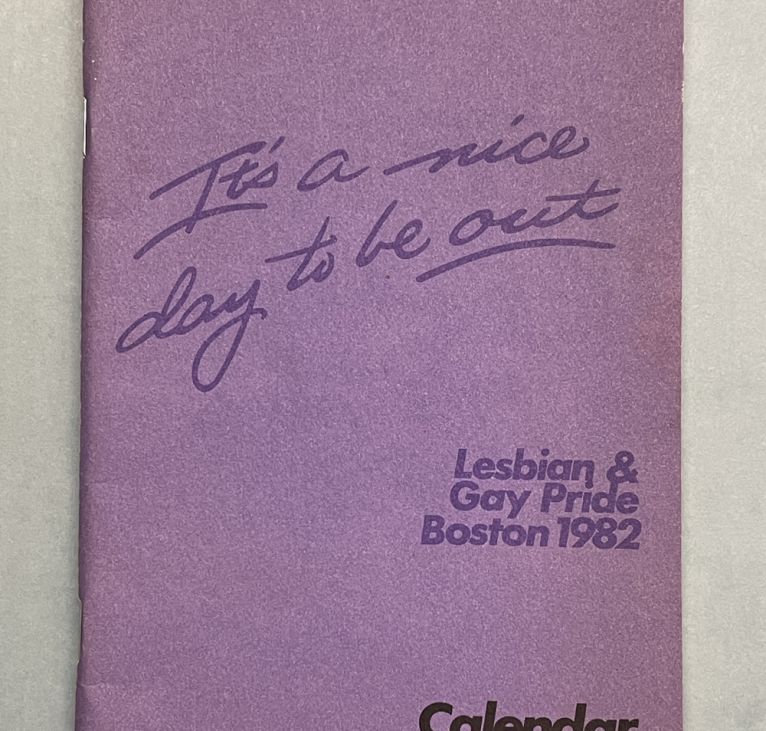 It's a nice
day to be out
Lesbian &
Gay Pride
Boston 1982
Calendar